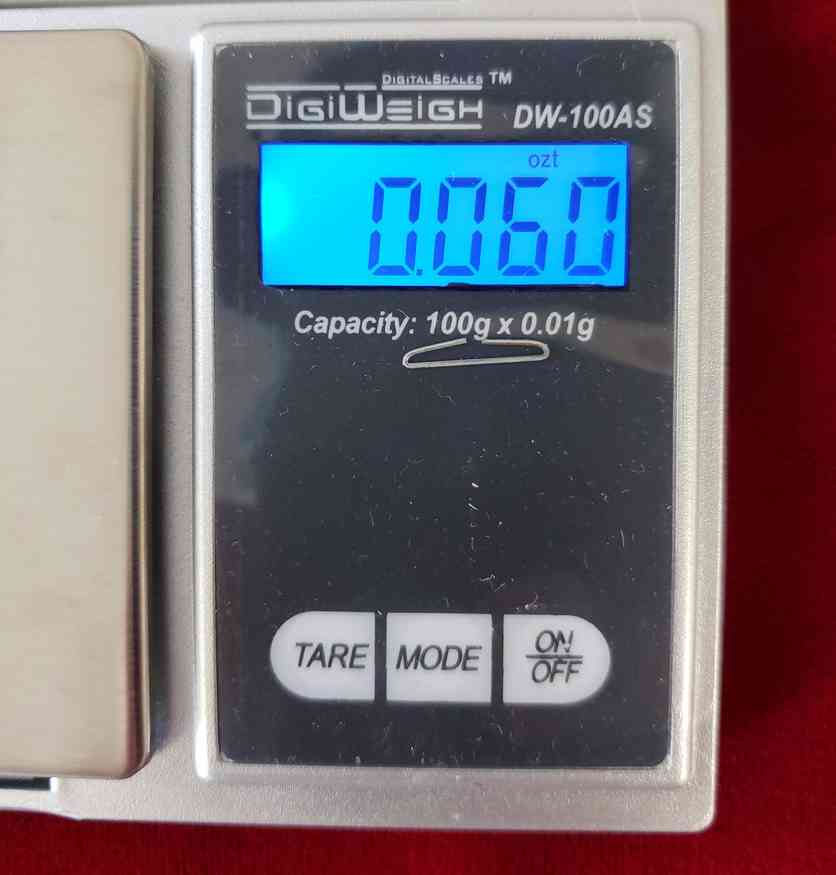 DIGITALSCALES ™
DIGIWEIGH DW-100AS
ozt
0.060
Capacity: 100g x 0.01g
TARE MODE ON/OFF